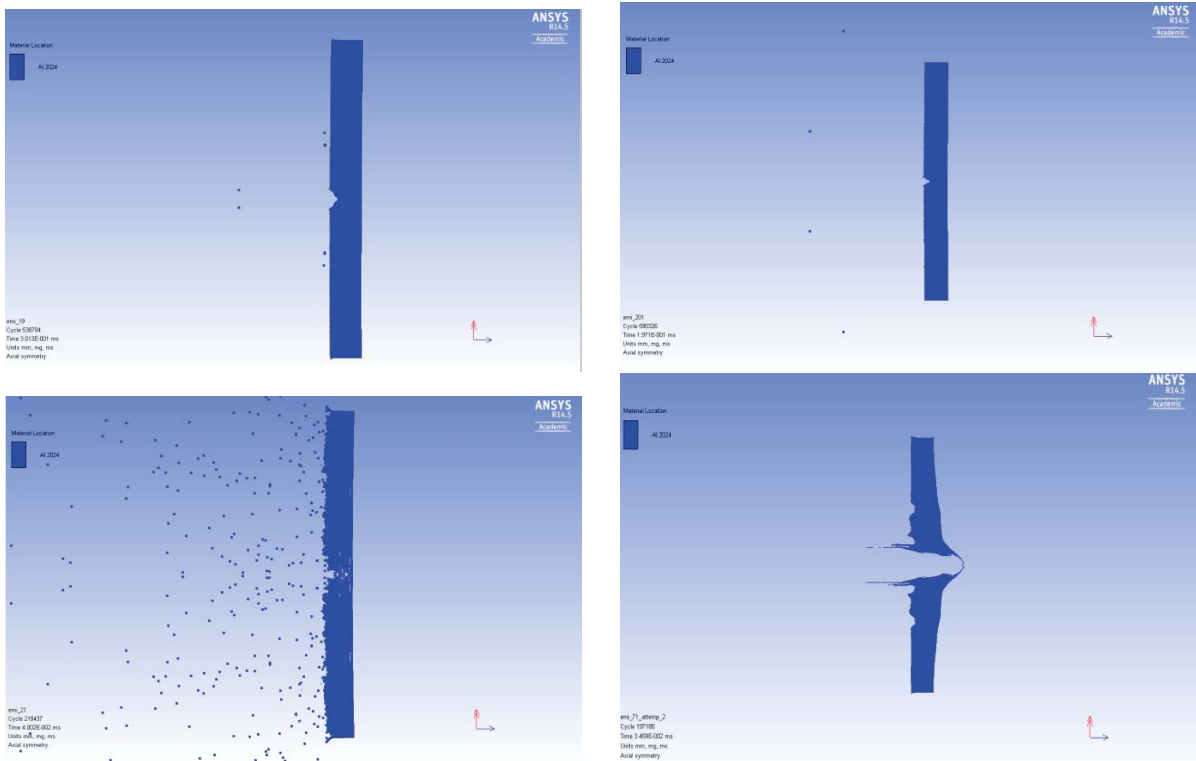 ANSYS
R14.5
Academic
Material Location
Al 2024
emi_19
Cycle 538794
Time 3.013E-001 ms
Units mm, mg, ms
Axial symmetry
ANSYS
R14.5
Academic
Material Location
Al 2024
emi_201
Cycle 690326
Time 1.971E-001 ms
Units mm, mg, ms
Axial symmetry
ANSYS
R14.5
Academic
Material Location
Al 2024
emi_21
Cycle 219437
Time 4.002E-002 ms
Units mm, mg, ms
Axial symmetry
ANSYS
R14.5
Academic
Material Location
Al 2024
emi_71_attemp_2
Cycle 197180
Time 3.459E-002 ms
Units mm, mg, ms
Axial symmetry